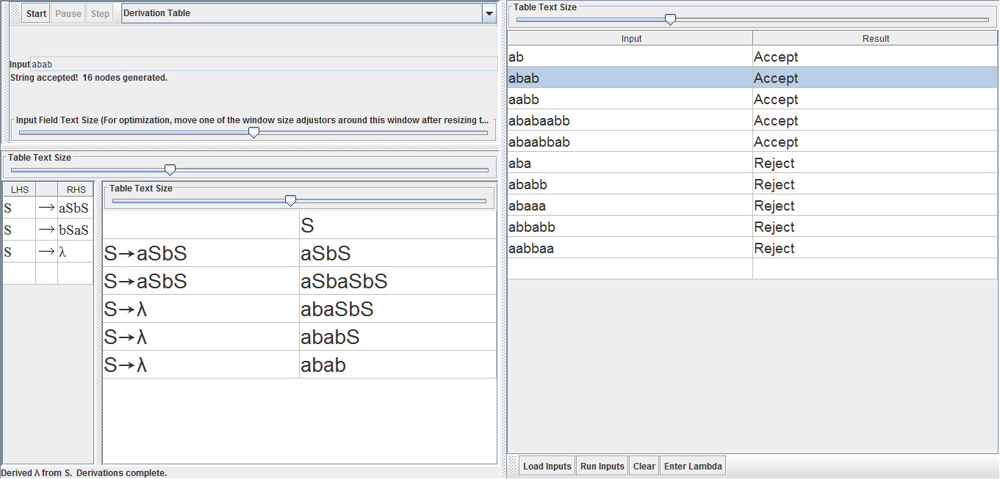 Start Pause Step Derivation Table
Input abab
String accepted! 16 nodes generated.
Input Field Text Size (For optimization, move one of the window size adjustors around this window after resizing t...
Table Text Size
LHS RHS
S → aSbS
S → bSaS
S → λ
Table Text Size
S
S→aSbS aSbS
S→aSbS aSbaSbS
S→λ abaSbS
S→λ ababS
S→λ abab
Derived λ from S. Derivations complete.
Table Text Size
Input Result
ab Accept
abab Accept
aabb Accept
ababaabb Accept
abaabbab Accept
aba Reject
ababb Reject
abaaa Reject
abbabb Reject
aabbaa Reject
Load Inputs Run Inputs Clear Enter Lambda